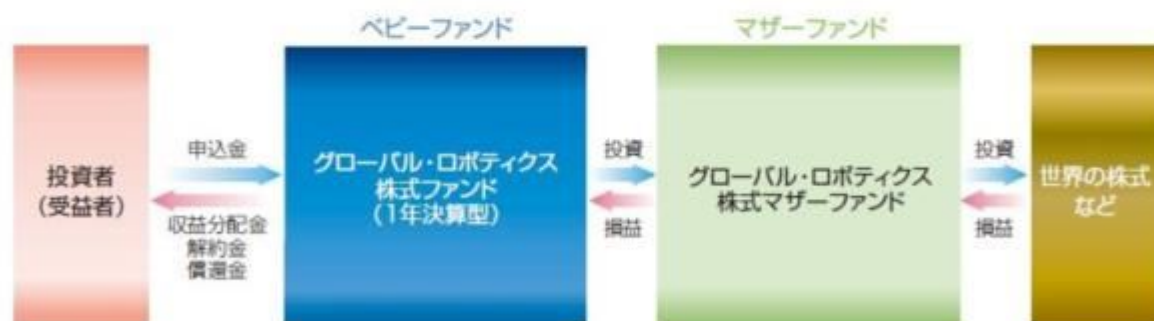 ベビーファンド
マザーファンド
投資者
（受益者）
申込金
収益分配金
解約金
償還金
グローバル・ロボティクス
株式ファンド
（1年決算型）
投資
損益
グローバル・ロボティクス
株式マザーファンド
投資
損益
世界の株式
など